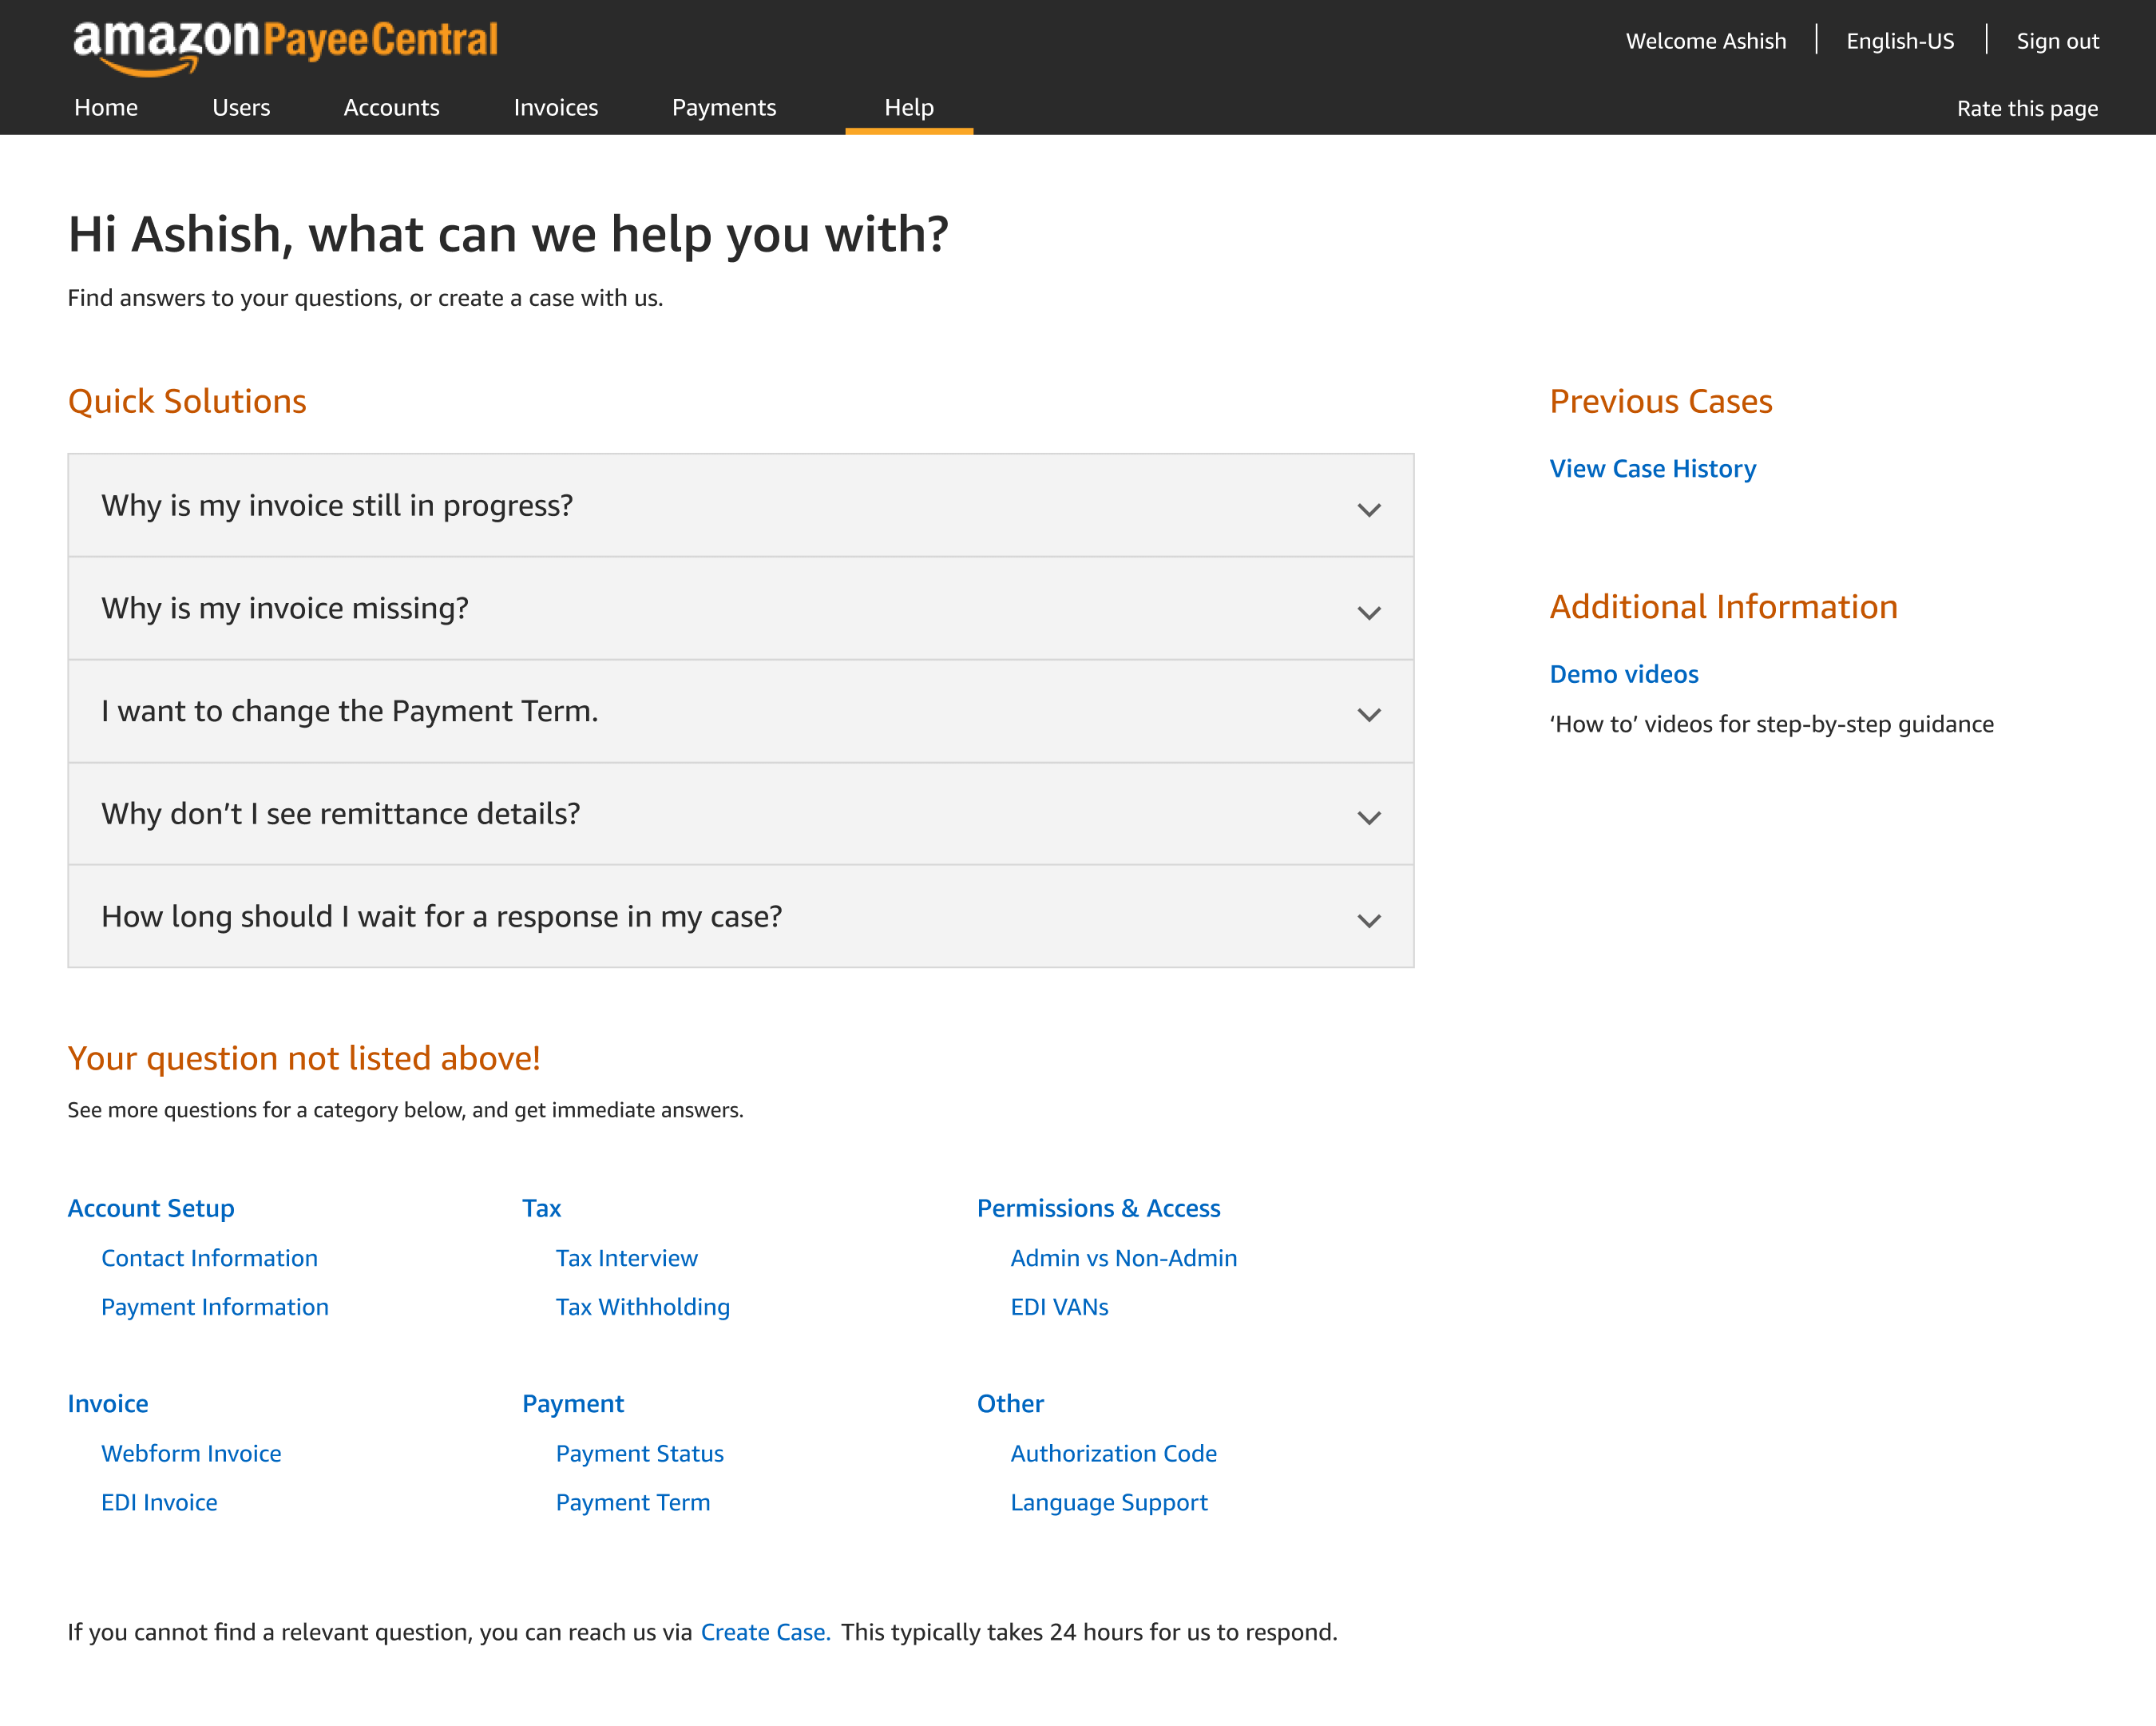 amazonPayeeCentral
Welcome Ashish
English-US
Sign out
Home Users Accounts Invoices Payments Help
Rate this page
Hi Ashish, what can we help you with?
Find answers to your questions, or create a case with us.
Quick Solutions
Why is my invoice still in progress?
Why is my invoice missing?
I want to change the Payment Term.
Why don’t I see remittance details?
How long should I wait for a response in my case?
Previous Cases
View Case History
Additional Information
Demo videos
‘How to’ videos for step-by-step guidance
Your question not listed above!
See more questions for a category below, and get immediate answers.
Account Setup
Contact Information
Payment Information
Tax
Tax Interview
Tax Withholding
Permissions & Access
Admin vs Non-Admin
EDI VANs
Invoice
Webform Invoice
EDI Invoice
Payment
Payment Status
Payment Term
Other
Authorization Code
Language Support
If you cannot find a relevant question, you can reach us via Create Case. This typically takes 24 hours for us to respond.